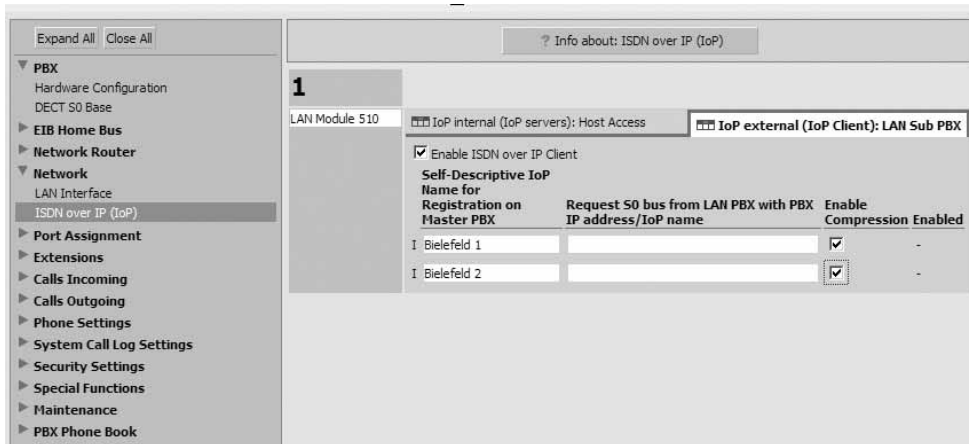 Expand All Close All
PBX
Hardware Configuration
DECT S0 Base
EIB Home Bus
Network Router
Network
LAN Interface
ISDN over IP (IoP)
Port Assignment
Extensions
Calls Incoming
Calls Outgoing
Phone Settings
System Call Log Settings
Security Settings
Special Functions
Maintenance
PBX Phone Book
? Info about: ISDN over IP (IoP)
1
LAN Module 510
IoP internal (IoP servers): Host Access
IoP external (IoP Client): LAN Sub PBX
Enable ISDN over IP Client
Self-Descriptive IoP
Name for
Registration on
Master PBX
Request S0 bus from LAN PBX with PBX
IP address/IoP name
Enable
Compression
Enabled
I Bielefeld 1 -
I Bielefeld 2 -